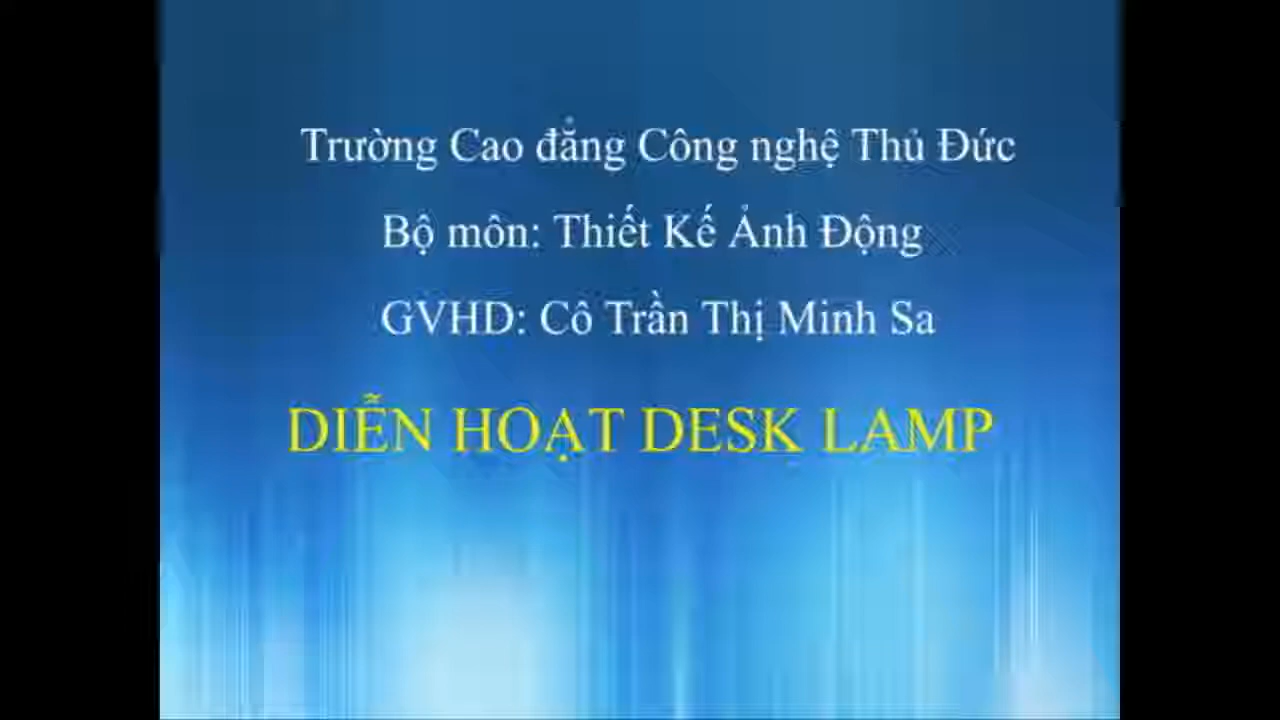 Trường Cao đẳng Công nghệ Thủ Đức
Bộ môn: Thiết Kế Ảnh Động
GVHD: Cô Trần Thị Minh Sa
DIỄN HOẠT DESK LAMP